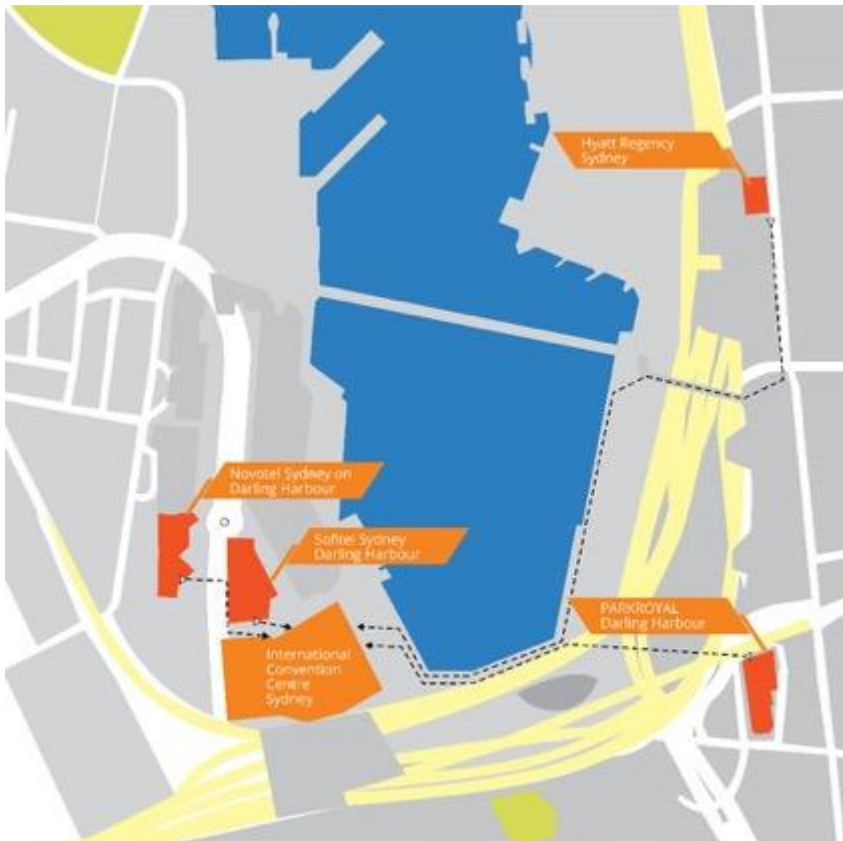 Hyatt Regency
Sydney
Novotel Sydney on
Darling Harbour
Sofitel Sydney
Darling Harbour
PARKROYAL
Darling Harbour
International
Convention
Centre
Sydney